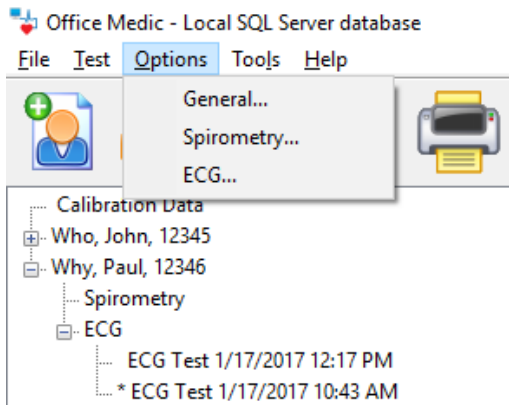 Office Medic - Local SQL Server database
File Test Options Tools Help
General...
Spirometry...
ECG...
Calibration Data
Who, John, 12345
Why, Paul, 12346
Spirometry
ECG
ECG Test 1/17/2017 12:17 PM
* ECG Test 1/17/2017 10:43 AM